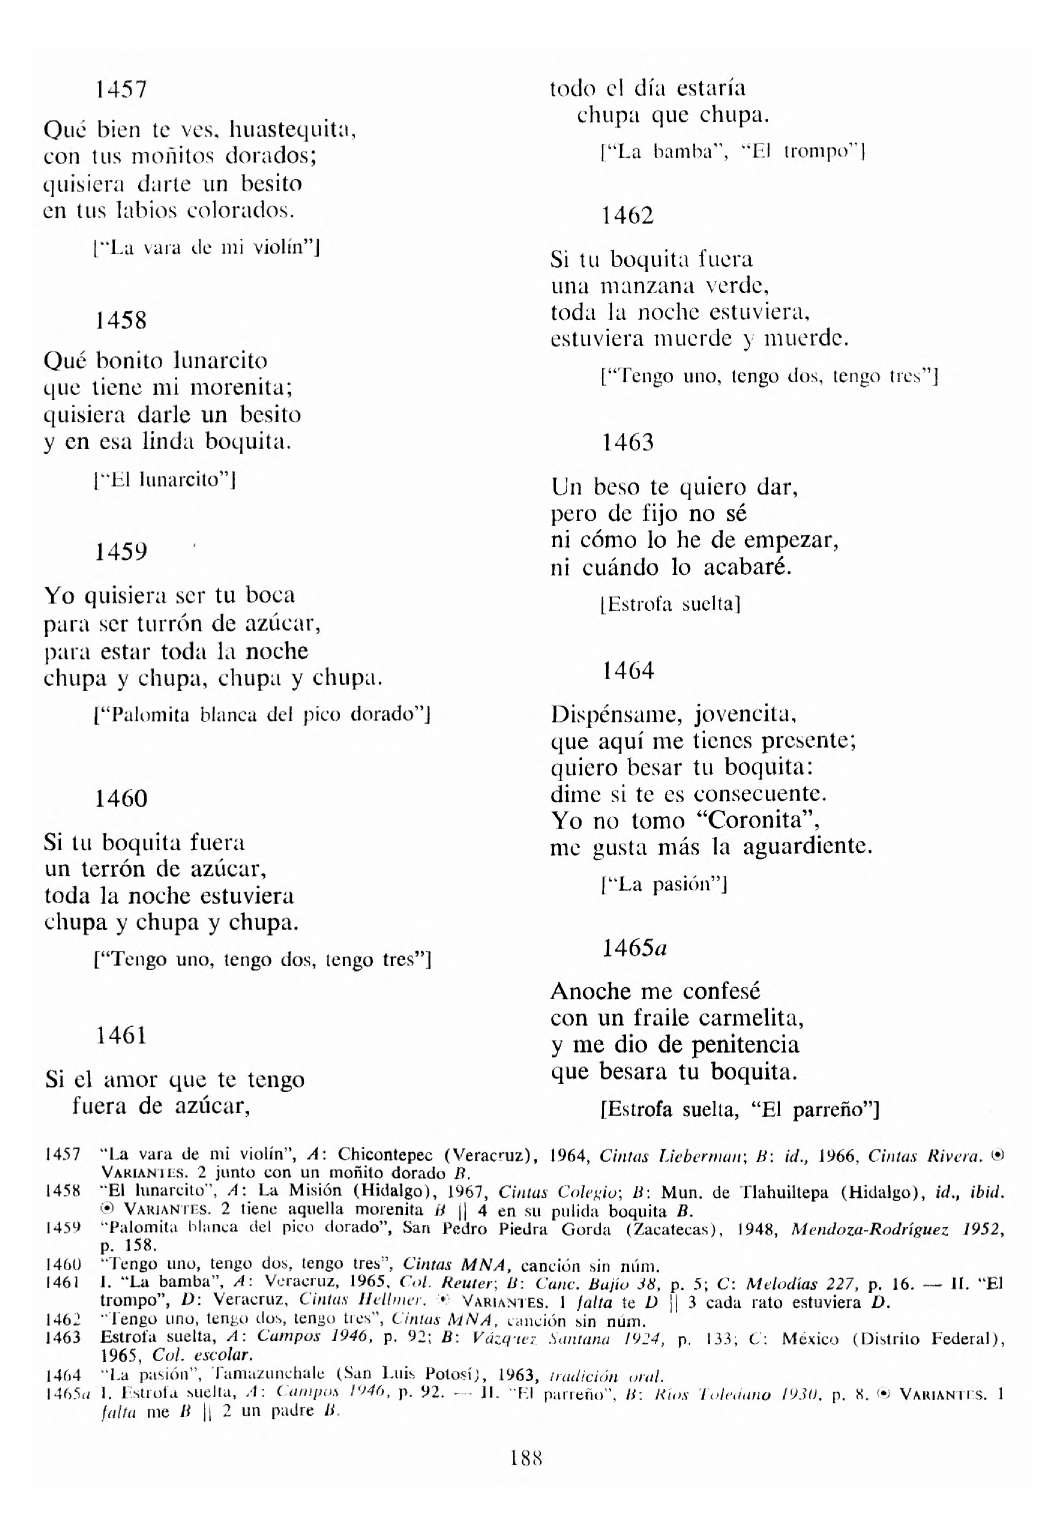 1457
Qué bien te ves, huastequita,
con tus moñitos dorados;
quisiera darte un besito
en tus labios colorados.
[“La vara de mi violín”]
1458
Qué bonito lunarcito
que tiene mi morenita;
quisiera darle un besito
y en esa linda boquita.
[“El lunarcito”]
1459
Yo quisiera ser tu boca
para ser turrón de azúcar,
para estar toda la noche
chupa y chupa, chupa y chupa.
[“Palomita blanca del pico dorado”]
1460
Si tu boquita fuera
un terrón de azúcar,
toda la noche estuviera
chupa y chupa y chupa.
[“Tengo uno, tengo dos, tengo tres”]
1461
Si el amor que te tengo
fuera de azúcar,
todo el día estaría
chupa que chupa.
[“La bamba”, “El trompo”]
1462
Si tu boquita fuera
una manzana verde,
toda la noche estuviera,
estuviera muerde y muerde.
[“Tengo uno, tengo dos, tengo tres”]
1463
Un beso te quiero dar,
pero de fijo no sé
ni cómo lo he de empezar,
ni cuándo lo acabaré.
[Estrofa suelta]
1464
Dispénsame, jovencita,
que aquí me tienes presente;
quiero besar tu boquita:
dime si te es consecuente.
Yo no tomo “Coronita”,
me gusta más la aguardiente.
[“La pasión”]
1465a
Anoche me confesé
con un fraile carmelita,
y me dio de penitencia
que besara tu boquita.
[Estrofa suelta, “El parreño”]
1457 “La vara de mi violín”, A: Chicontepec (Veracruz), 1964, Cintas Lieberman; B: id., 1966, Cintas Rivera. ⦿
VARIANTES. 2 junto con un moñito dorado B.
1458 “El lunarcito”, A: La Misión (Hidalgo), 1967, Cintas Colegio; B: Mun. de Tlahuiltepa (Hidalgo), id., ibid.
⦿ VARIANTES. 2 tiene aquella morenita B || 4 en su pulida boquita B.
1459 “Palomita blanca del pico dorado”, San Pedro Piedra Gorda (Zacatecas), 1948, Mendoza-Rodríguez 1952,
p. 158.
1460 “Tengo uno, tengo dos, tengo tres”, Cintas MNA, canción sin núm.
1461 I. “La bamba”, A: Veracruz, 1965, Col. Reuter; B: Canc. Bajío 38, p. 5; C: Melodías 227, p. 16. — II. “El
trompo”, D: Veracruz, Cintas Hellmer. ⦿ VARIANTES. 1 falta te D || 3 cada rato estuviera D.
1462 “Tengo uno, tengo dos, tengo tres”, Cintas MNA, canción sin núm.
1463 Estrofa suelta, A: Campos 1946, p. 92; B: Vázquez Santana 1924, p. 133; C: México (Distrito Federal),
1965, Col. escolar.
1464 “La pasión”, Tamazunchale (San Luis Potosí), 1963, tradición oral.
1465a I. Estrofa suelta, A: Campos 1946, p. 92. — II. “El parreño”, B: Ríos Toledano 1930, p. 8. ⦿ VARIANTES. 1
falta me B || 2 un padre B.
188